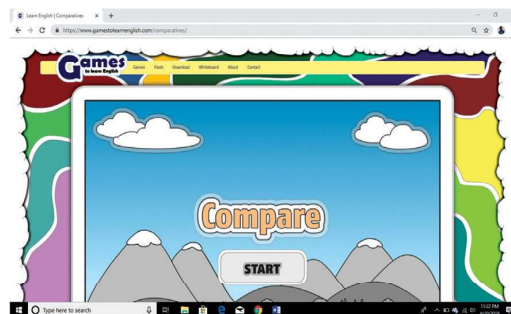 Learn English | Comparatives
https://www.gamestolearnenglish.com/comparatives/
Games
to learn English
Games Flash Download Whiteboard About Contact
Compare
START
Type here to search
11:22 PM